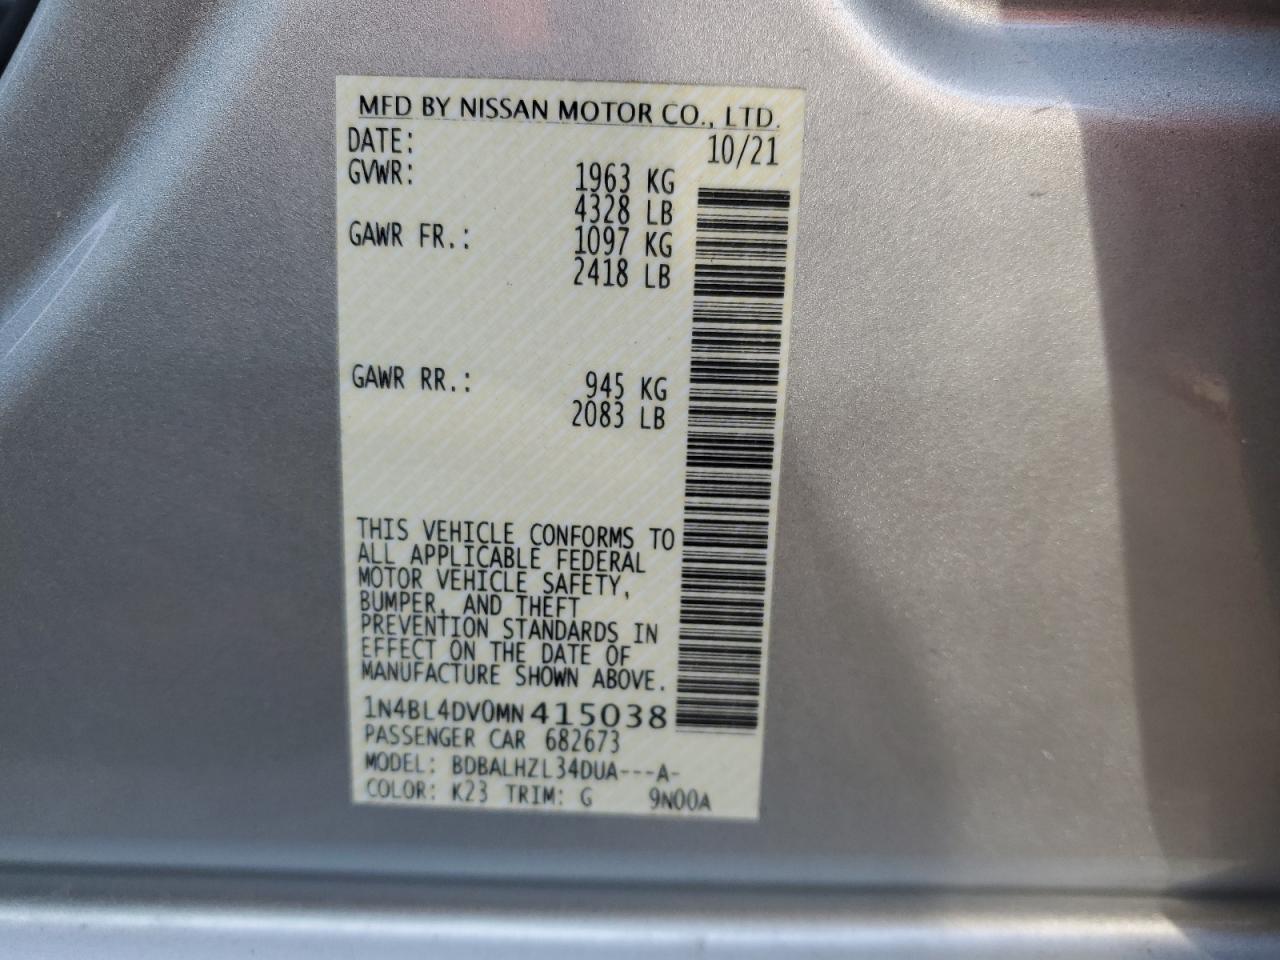 MFD BY NISSAN MOTOR CO., LTD.
DATE: 10/21
GVWR: 1963 KG
4328 LB
GAWR FR.: 1097 KG
2418 LB
GAWR RR.: 945 KG
2083 LB
THIS VEHICLE CONFORMS TO
ALL APPLICABLE FEDERAL
MOTOR VEHICLE SAFETY,
BUMPER, AND THEFT
PREVENTION STANDARDS IN
EFFECT ON THE DATE OF
MANUFACTURE SHOWN ABOVE.
1N4BL4DV0MN415038
PASSENGER CAR 682673
MODEL: BDBALHZL34DUA---A-
COLOR: K23 TRIM: G 9N00A